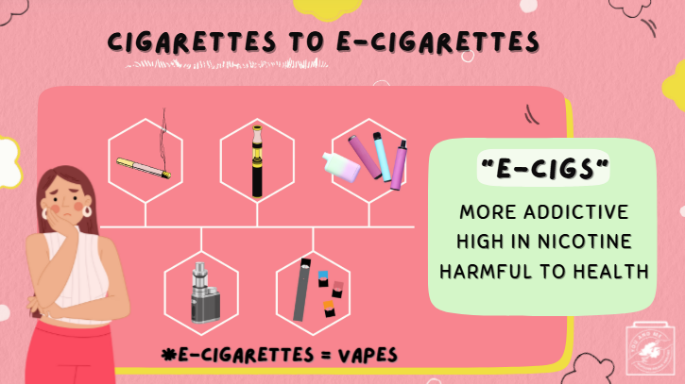 CIGARETTES TO E-CIGARETTES
"E-CIGS"
MORE ADDICTIVE
HIGH IN NICOTINE
HARMFUL TO HEALTH
*E-CIGARETTES = VAPES